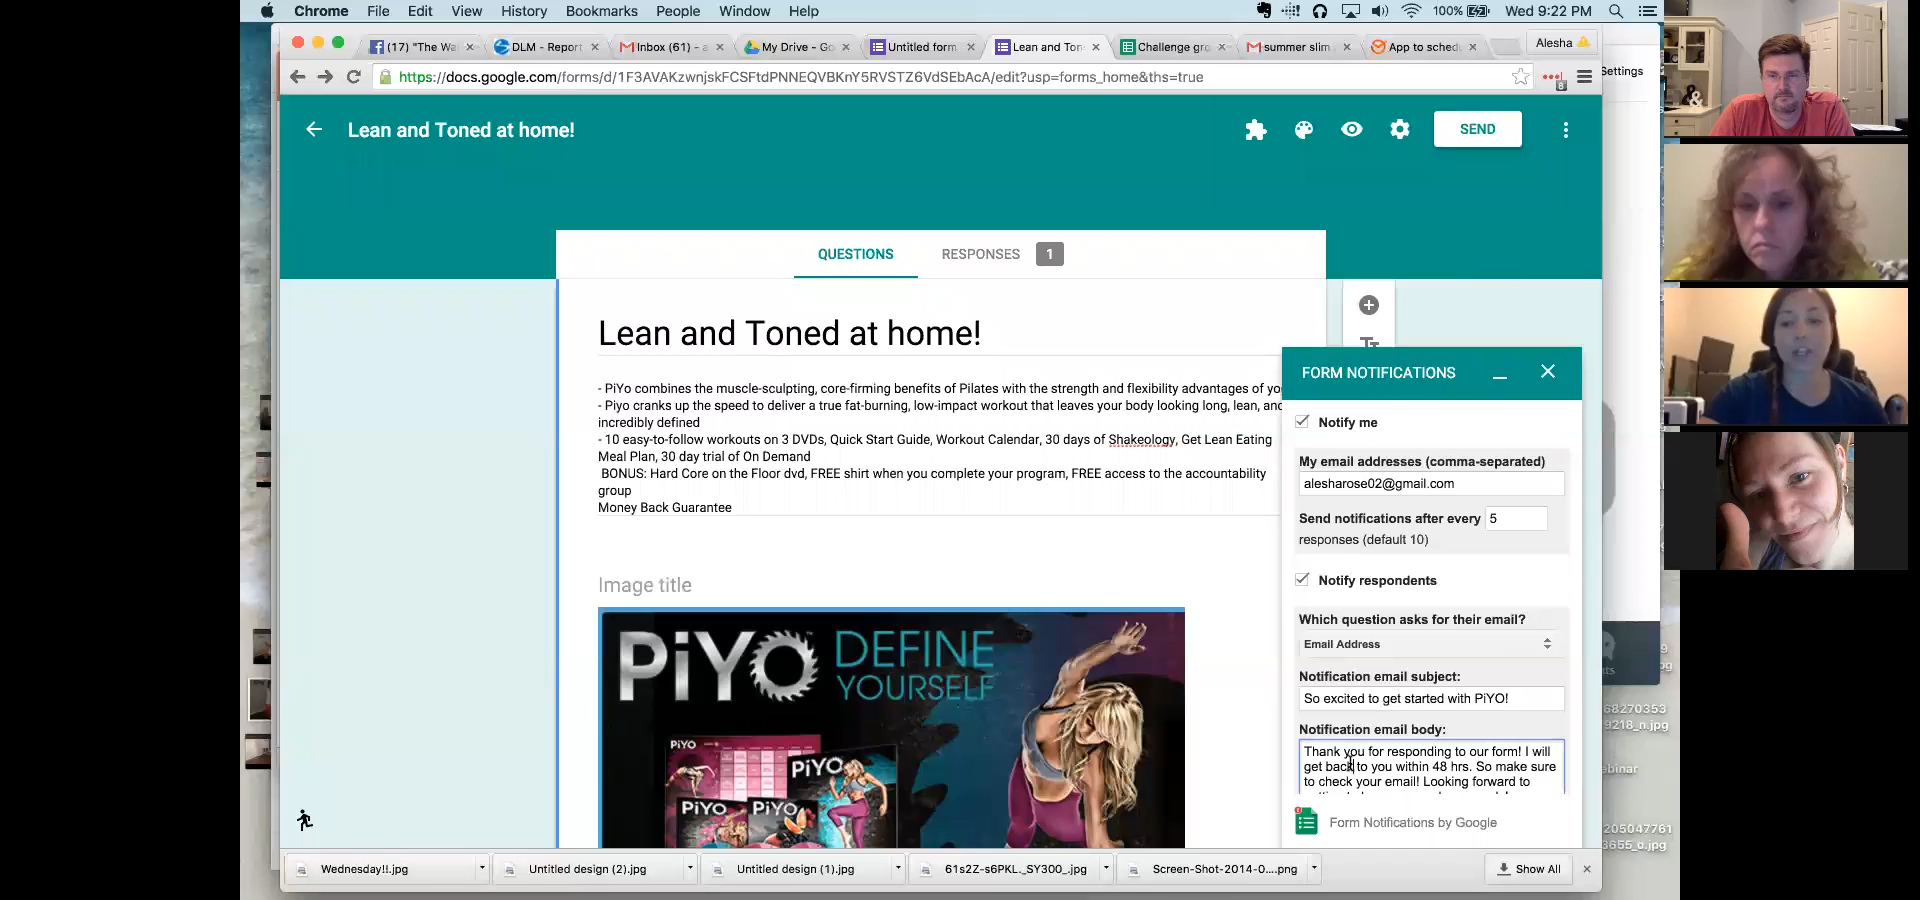 Chrome File Edit View History Bookmarks People Window Help 100% Wed 9:22 PM
(17) "The Wa DLM - Report Inbox (61) - a My Drive - Go Untitled form Lean and Ton Challenge gr summer slim App to sched Alesha
https://docs.google.com/forms/d/1F3AVAKzwnjskFCSFtdPNNEQVBKnY5RVSTZ6VdSEbAcA/edit?usp=forms_home&ths=true
Settings
Lean and Toned at home!
SEND
QUESTIONS RESPONSES 1
Lean and Toned at home!
- PiYo combines the muscle-sculpting, core-firming benefits of Pilates with the strength and flexibility advantages of yo
- Piyo cranks up the speed to deliver a true fat-burning, low-impact workout that leaves your body looking long, lean, and
incredibly defined
- 10 easy-to-follow workouts on 3 DVDs, Quick Start Guide, Workout Calendar, 30 days of Shakeology, Get Lean Eating
Meal Plan, 30 day trial of On Demand
BONUS: Hard Core on the Floor dvd, FREE shirt when you complete your program, FREE access to the accountability
group
Money Back Guarantee
Image title
PiYO DEFINE
YOURSELF
PiYO
PiYO
PiYO PiYO
FORM NOTIFICATIONS
Notify me
My email addresses (comma-separated)
alesharose02@gmail.com
Send notifications after every 5
responses (default 10)
Notify respondents
Which question asks for their email?
Email Address
Notification email subject:
So excited to get started with PiYO!
Notification email body:
Thank you for responding to our form! I will
get back to you within 48 hrs. So make sure
to check your email! Looking forward to
Form Notifications by Google
68270353
9218_n.jpg
ebinar
205047761
3655_o.jpg
Wednesday!!.jpg Untitled design (2).jpg Untitled design (1).jpg 61s2Z-s6PKL._SY300_.jpg Screen-Shot-2014-0....png Show All